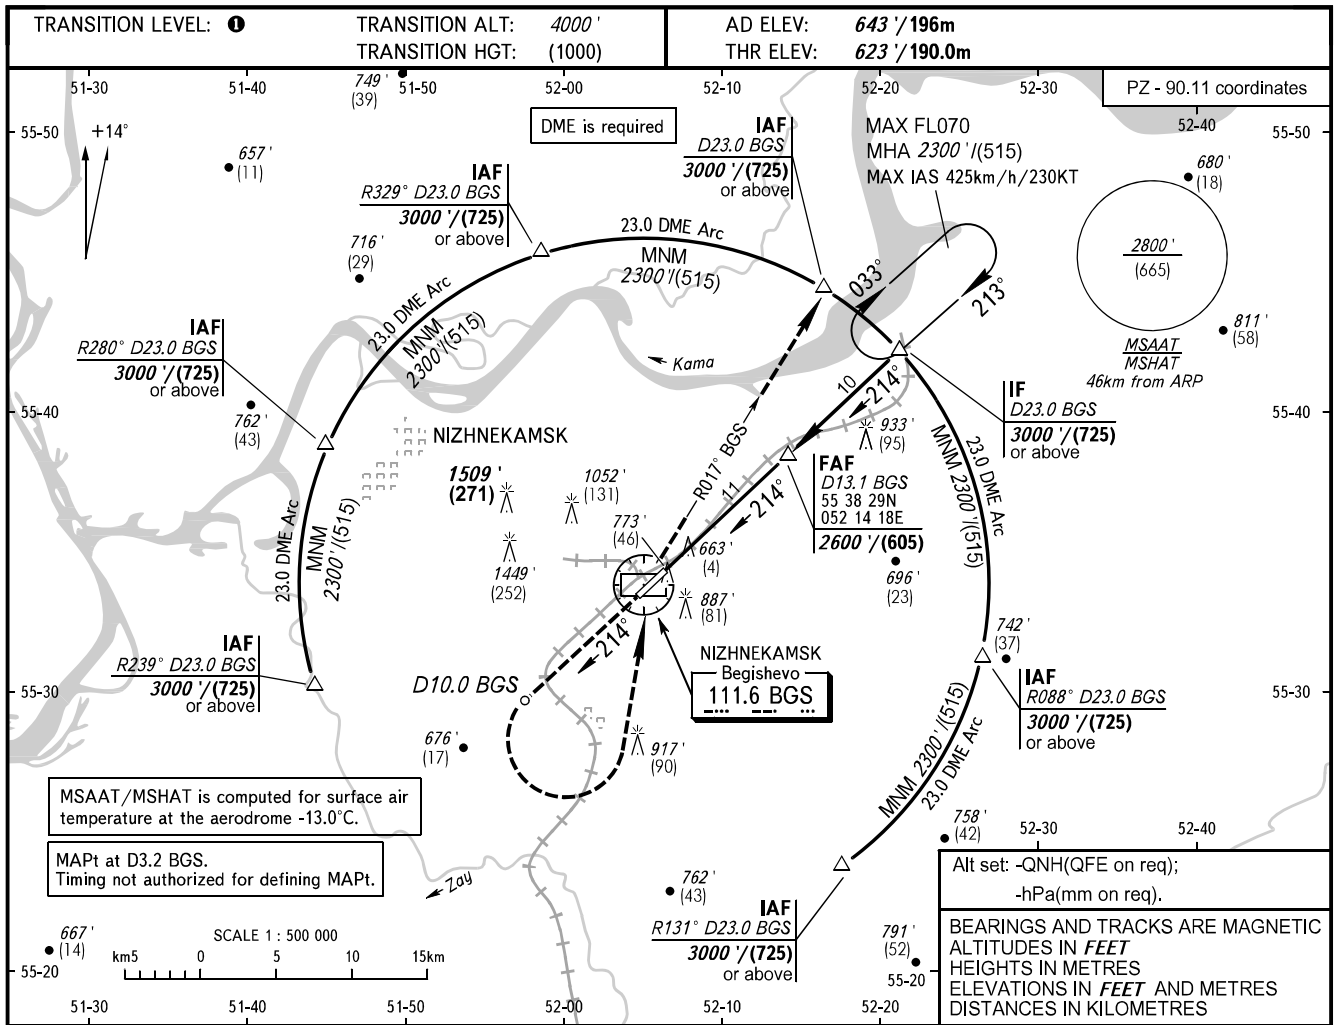 TRANSITION LEVEL: ❶
TRANSITION ALT: 4000 '
TRANSITION HGT: (1000)
AD ELEV: 643 '/196m
THR ELEV: 623 '/190.0m
51-30
51-40
749 '
(39)
51-50
52-00
52-10
52-20
52-30
PZ - 90.11 coordinates
52-40
55-50
55-50
+14°
DME is required
IAF
D23.0 BGS
3000 '/(725)
or above
MAX FL070
MHA 2300 '/(515)
MAX IAS 425km/h/230KT
657 '
(11)
680 '
(18)
IAF
R329° D23.0 BGS
3000 '/(725)
or above
23.0 DME Arc
MNM
2300 '/(515)
716 '
(29)
2800 '
(665)
MSAAT
MSHAT
46km from ARP
811 '
(58)
033°
213°
23.0 DME Arc
MNM
2300 '/(515)
IAF
R280° D23.0 BGS
3000 '/(725)
or above
Kama
10
214°
IF
D23.0 BGS
3000 '/(725)
or above
55-40
55-40
762 '
(43)
NIZHNEKAMSK
933 '
(95)
R017° BGS
11
214°
FAF
D13.1 BGS
55 38 29N
052 14 18E
2600 '/(605)
23.0 DME Arc
MNM 2300 '/(515)
1509 '
(271)
1052 '
(131)
773 '
(46)
663 '
(4)
23.0 DME Arc
MNM
2300 '/(515)
1449 '
(252)
887 '
(81)
696 '
(23)
214°
742 '
(37)
IAF
R239° D23.0 BGS
3000 '/(725)
or above
NIZHNEKAMSK
Begishevo
111.6 BGS
D10.0 BGS
IAF
R088° D23.0 BGS
3000 '/(725)
or above
55-30
55-30
676 '
(17)
917 '
(90)
MNM 2300 '/(515)
23.0 DME Arc
MSAAT/MSHAT is computed for surface air
temperature at the aerodrome -13.0°C.
758 '
(42)
52-30
52-40
MAPt at D3.2 BGS.
Timing not authorized for defining MAPt.
Zay
762 '
(43)
Alt set: -QNH(QFE on req);
-hPa(mm on req).
IAF
R131° D23.0 BGS
3000 '/(725)
or above
667 '
(14)
SCALE 1 : 500 000
km5 0 5 10 15km
791 '
(52)
55-20
55-20
BEARINGS AND TRACKS ARE MAGNETIC
ALTITUDES IN FEET
HEIGHTS IN METRES
ELEVATIONS IN FEET AND METRES
DISTANCES IN KILOMETRES
51-30
51-40
51-50
52-00
52-10
52-20